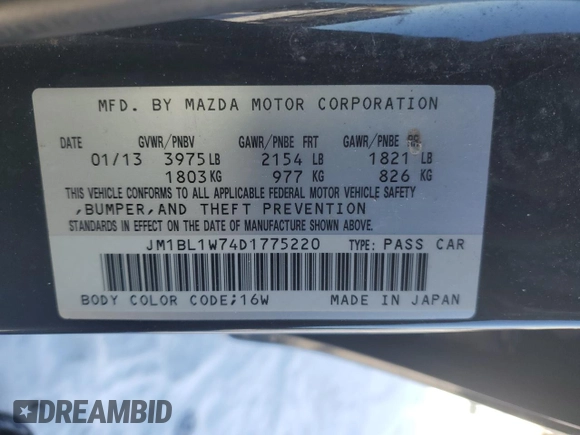 MFD. BY MAZDA MOTOR CORPORATION
DATE GVWR/PNBV GAWR/PNBE FRT GAWR/PNBE RR
01/13 3975 LB 2154 LB 1821 LB
1803 KG 977 KG 826 KG
THIS VEHICLE CONFORMS TO ALL APPLICABLE FEDERAL MOTOR VEHICLE SAFETY
,BUMPER,AND THEFT PREVENTION
STANDARDS IN EFFECT ON THE DATE OF MANUFACTURE SHOWN ABOVE.
JM1BL1W74D1775220 TYPE: PASS CAR
BODY COLOR CODE;16W MADE IN JAPAN
DREAMBID